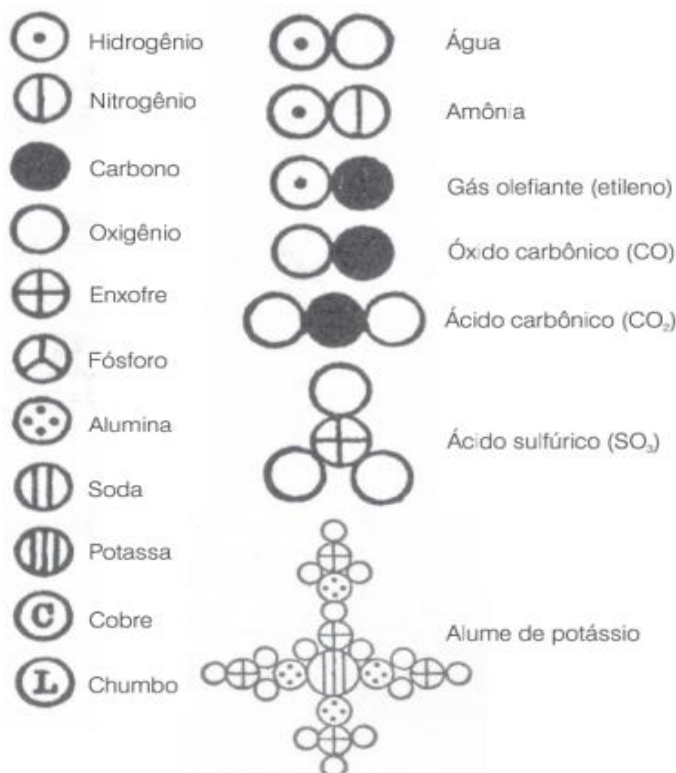 Hidrogênio
Nitrogênio
Carbono
Oxigênio
Enxofre
Fósforo
Alumina
Soda
Potassa
C Cobre
L Chumbo
Água
Amônia
Gás olefiante (etileno)
Óxido carbônico (CO)
Ácido carbônico (CO₂)
Ácido sulfúrico (SO₃)
Alume de potássio